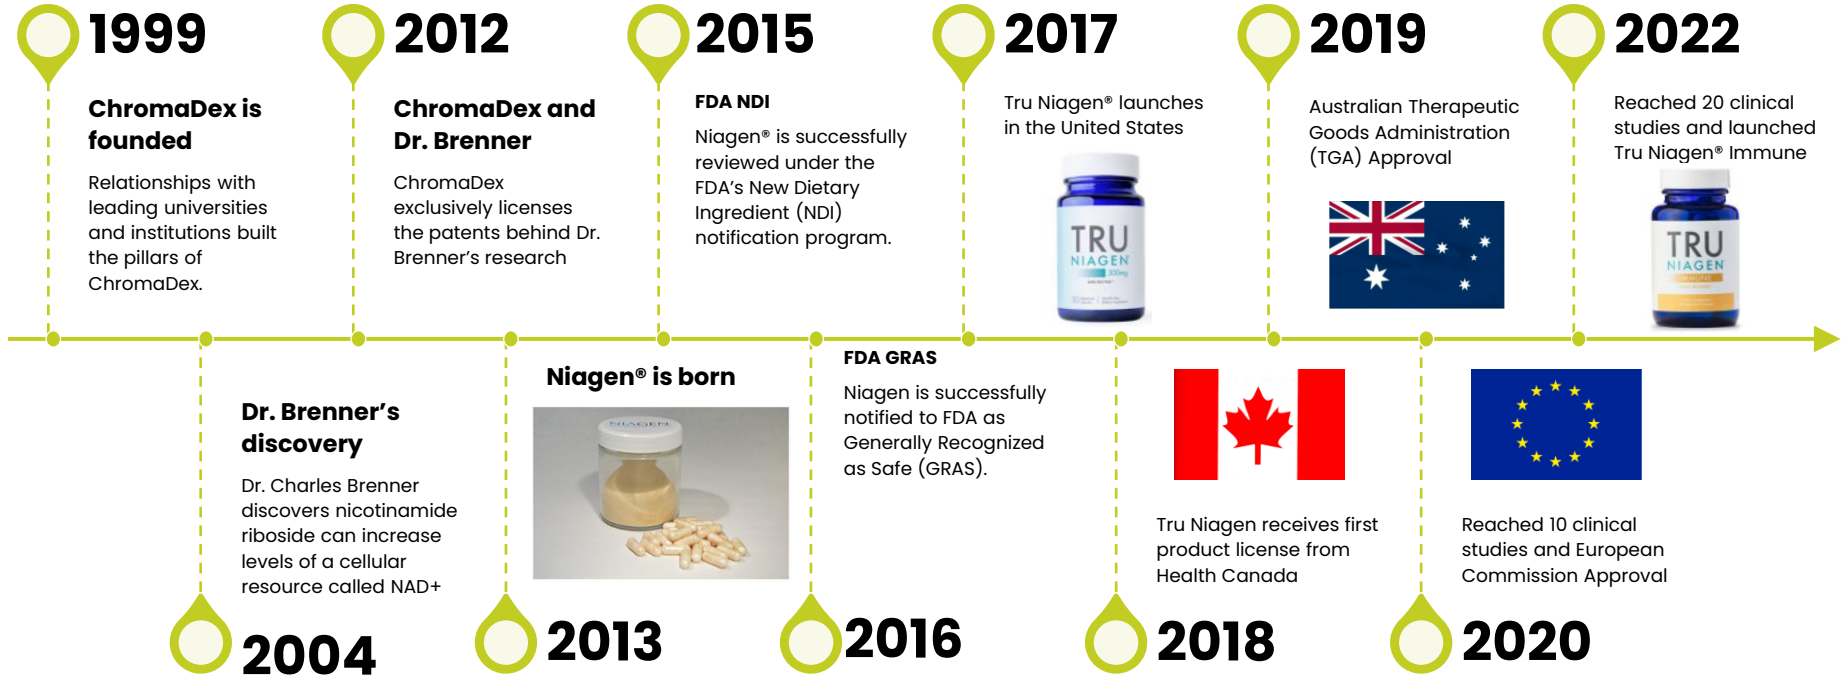 1999
ChromaDex is
founded
Relationships with
leading universities
and institutions built
the pillars of
ChromaDex.
2004
Dr. Brenner's
discovery
Dr. Charles Brenner
discovers nicotinamide
riboside can increase
levels of a cellular
resource called NAD+
2012
ChromaDex and
Dr. Brenner
ChromaDex
exclusively licenses
the patents behind Dr.
Brenner's research
2013
Niagen® is born
NIAGEN
2015
FDA NDI
Niagen® is successfully
reviewed under the
FDA's New Dietary
Ingredient (NDI)
notification program.
2016
FDA GRAS
Niagen is successfully
notified to FDA as
Generally Recognized
as Safe (GRAS).
2017
Tru Niagen® launches
in the United States
TRU
NIAGEN
300mg
2018
Tru Niagen receives first
product license from
Health Canada
2019
Australian Therapeutic
Goods Administration
(TGA) Approval
2020
Reached 10 clinical
studies and European
Commission Approval
2022
Reached 20 clinical
studies and launched
Tru Niagen® Immune
TRU
NIAGEN
IMMUNE